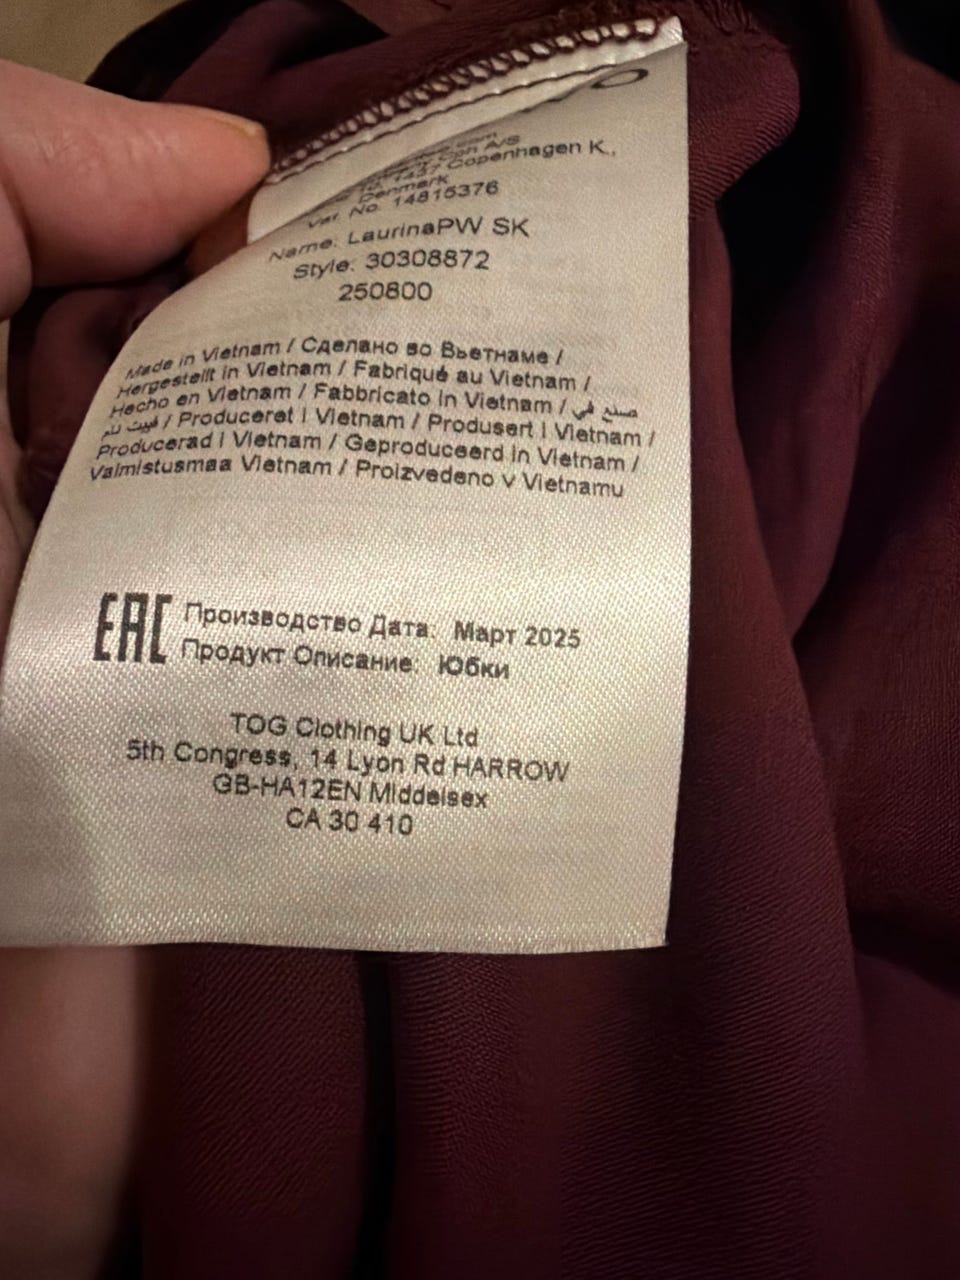 A/S
1437 Copenhagen K.,
Denmark
Vat No. 14815376
Name: LaurinaPW SK
Style: 30308872
250800
Made in Vietnam / Сделано во Вьетнаме /
Hergestellt in Vietnam / Fabriqué au Vietnam /
Hecho en Vietnam / Fabbricato in Vietnam / صنع في
فييت نام / Produceret i Vietnam / Produsert i Vietnam /
Producerad i Vietnam / Geproduceerd in Vietnam /
Valmistusmaa Vietnam / Proizvedeno v Vietnamu
EAC
Производство Дата: Март 2025
Продукт Описание: Юбки
TOG Clothing UK Ltd
5th Congress, 14 Lyon Rd HARROW
GB-HA12EN Middelsex
CA 30 410